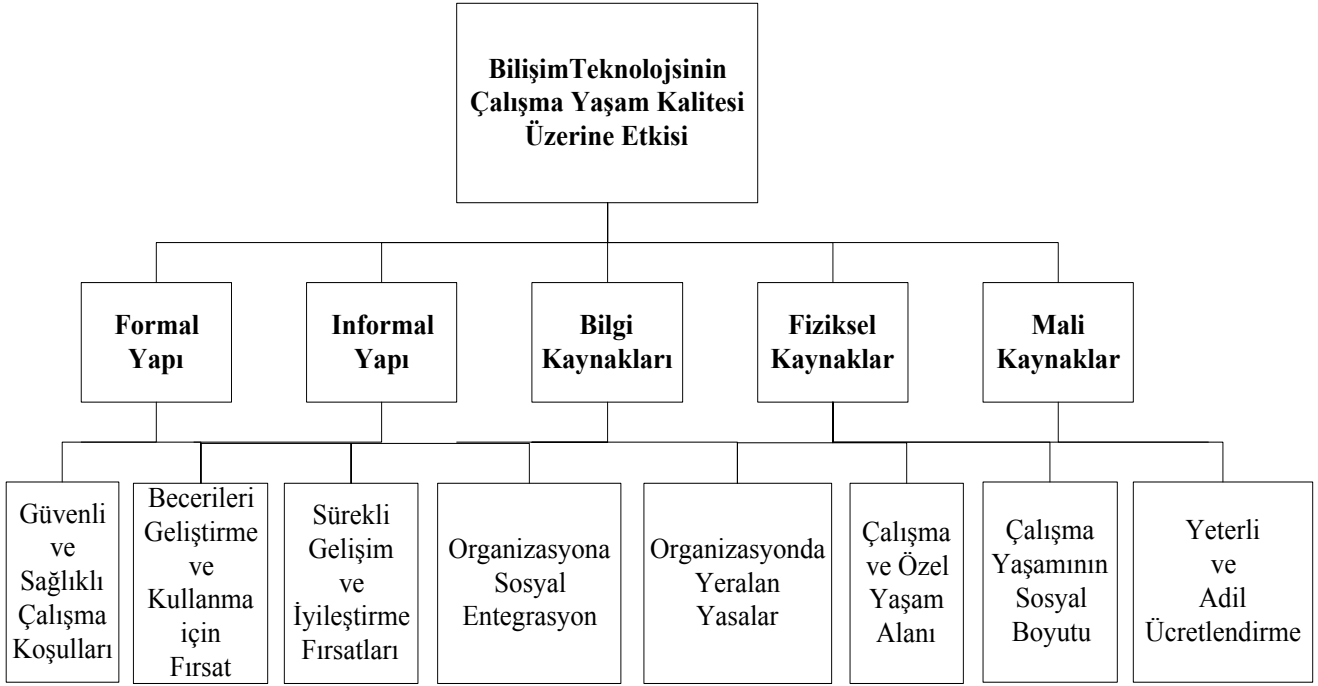 BilişimTeknolojsinin
Çalışma Yaşam Kalitesi
Üzerine Etkisi
Formal
Yapı
Informal
Yapı
Bilgi
Kaynakları
Fiziksel
Kaynaklar
Mali
Kaynaklar
Güvenli
ve
Sağlıklı
Çalışma
Koşulları
Becerileri
Geliştirme
ve
Kullanma
için
Fırsat
Sürekli
Gelişim
ve
İyileştirme
Fırsatları
Organizasyona
Sosyal
Entegrasyon
Organizasyonda
Yeralan
Yasalar
Çalışma
ve Özel
Yaşam
Alanı
Çalışma
Yaşamının
Sosyal
Boyutu
Yeterli
ve
Adil
Ücretlendirme